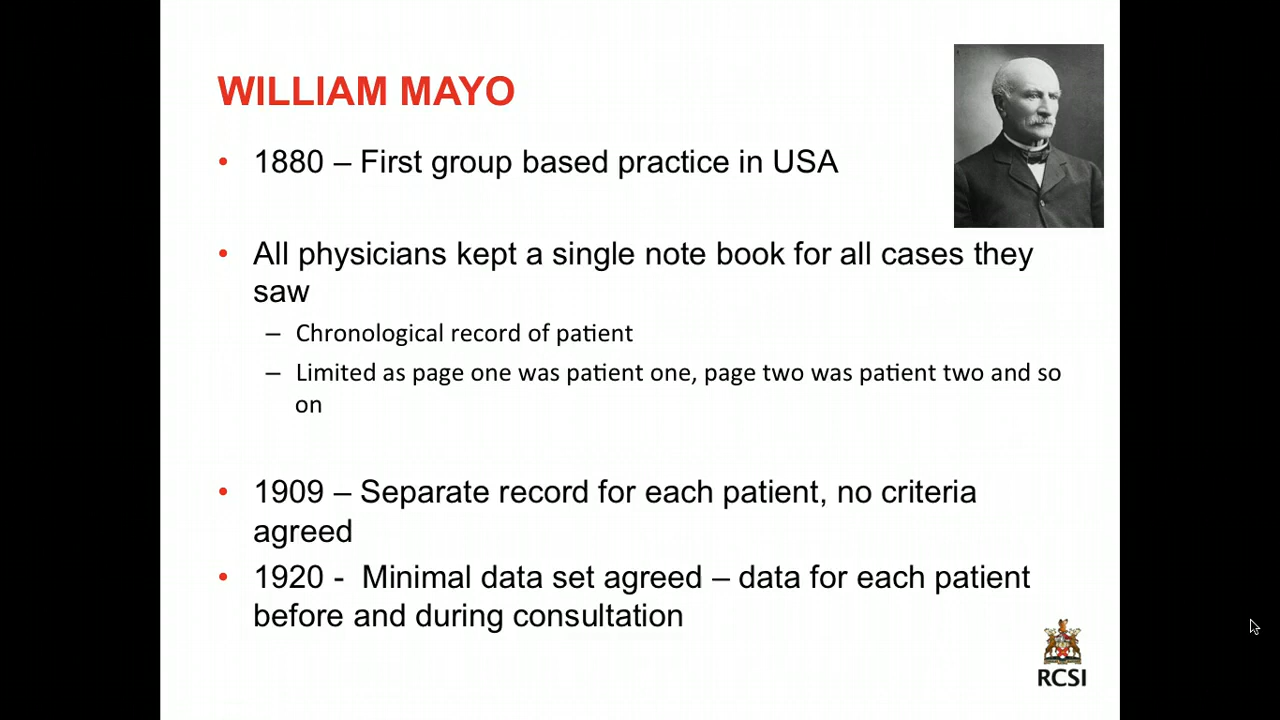 WILLIAM MAYO
• 1880 – First group based practice in USA
• All physicians kept a single note book for all cases they
saw
– Chronological record of patient
– Limited as page one was patient one, page two was patient two and so
on
• 1909 – Separate record for each patient, no criteria
agreed
• 1920 -  Minimal data set agreed – data for each patient
before and during consultation
RCSI